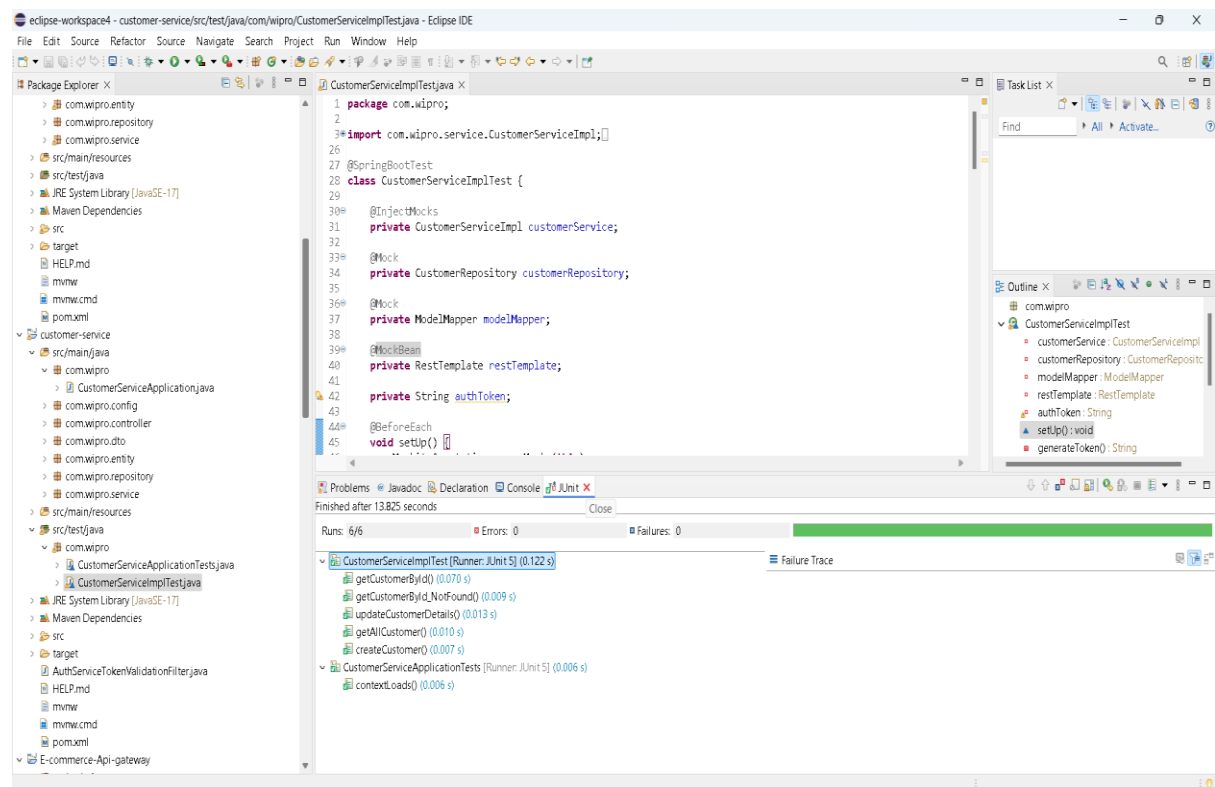 eclipse-workspace4 - customer-service/src/test/java/com/wipro/CustomerServiceImplTest.java - Eclipse IDE
File Edit Source Refactor Source Navigate Search Project Run Window Help
Package Explorer
com.wipro.entity
com.wipro.repository
com.wipro.service
src/main/resources
src/test/java
JRE System Library [JavaSE-17]
Maven Dependencies
src
target
HELP.md
mvnw
mvnw.cmd
pom.xml
customer-service
src/main/java
com.wipro
CustomerServiceApplication.java
com.wipro.config
com.wipro.controller
com.wipro.dto
com.wipro.entity
com.wipro.repository
com.wipro.service
src/main/resources
src/test/java
com.wipro
CustomerServiceApplicationTests.java
CustomerServiceImplTest.java
JRE System Library [JavaSE-17]
Maven Dependencies
src
target
AuthServiceTokenValidationFilter.java
HELP.md
mvnw
mvnw.cmd
pom.xml
E-commerce-Api-gateway
CustomerServiceImplTest.java
1 package com.wipro;
2
3 import com.wipro.service.CustomerServiceImpl;
26
27 @SpringBootTest
28 class CustomerServiceImplTest {
29
30 @InjectMocks
31 private CustomerServiceImpl customerService;
32
33 @Mock
34 private CustomerRepository customerRepository;
35
36 @Mock
37 private ModelMapper modelMapper;
38
39 @MockBean
40 private RestTemplate restTemplate;
41
42 private String authToken;
43
44 @BeforeEach
45 void setUp() {
Task List
Find All Activate...
Outline
com.wipro
CustomerServiceImplTest
customerService : CustomerServiceImpl
customerRepository : CustomerReposito
modelMapper : ModelMapper
restTemplate : RestTemplate
authToken : String
setUp() : void
generateToken() : String
Problems Javadoc Declaration Console JUnit
Finished after 13.825 seconds
Close
Runs: 6/6 Errors: 0 Failures: 0
CustomerServiceImplTest [Runner: JUnit 5] (0.122 s)
getCustomerById() (0.070 s)
getCustomerById_NotFound() (0.009 s)
updateCustomerDetails() (0.013 s)
getAllCustomer() (0.010 s)
createCustomer() (0.007 s)
CustomerServiceApplicationTests [Runner: JUnit 5] (0.006 s)
contextLoads() (0.006 s)
Failure Trace